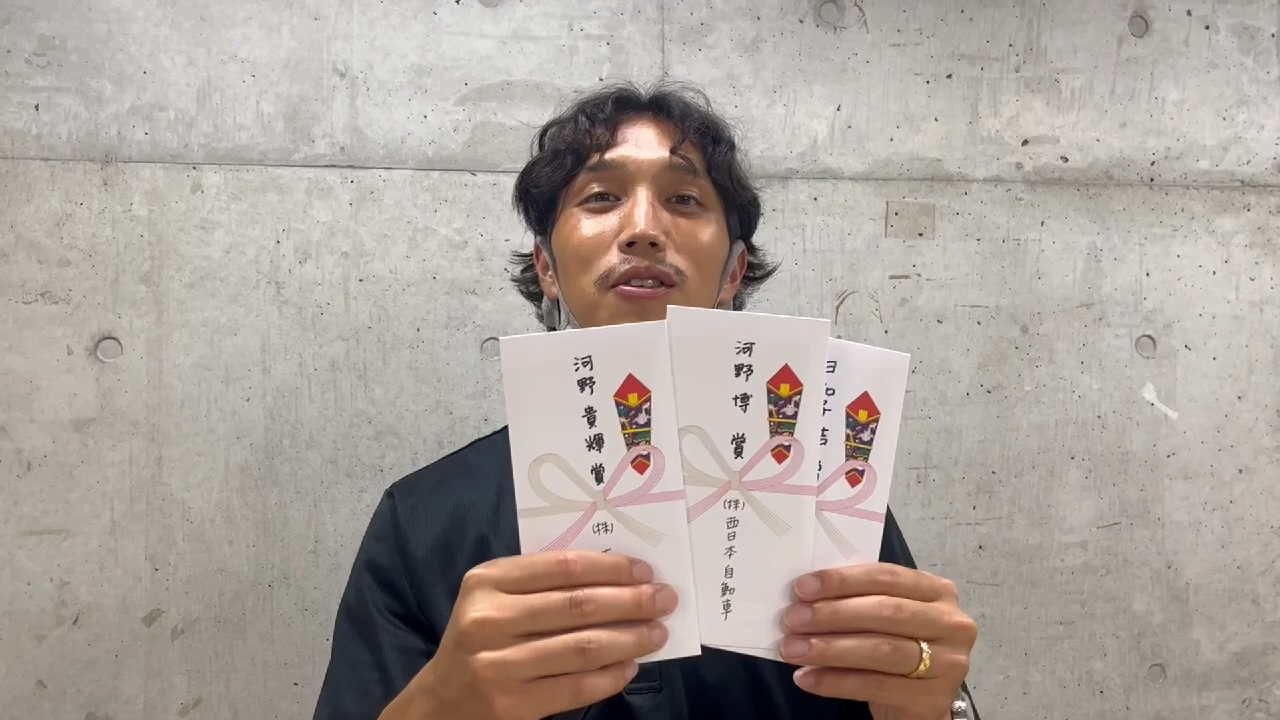 河野 貴輝 賞
(株)
河野 博 賞
(株)西日本自動車